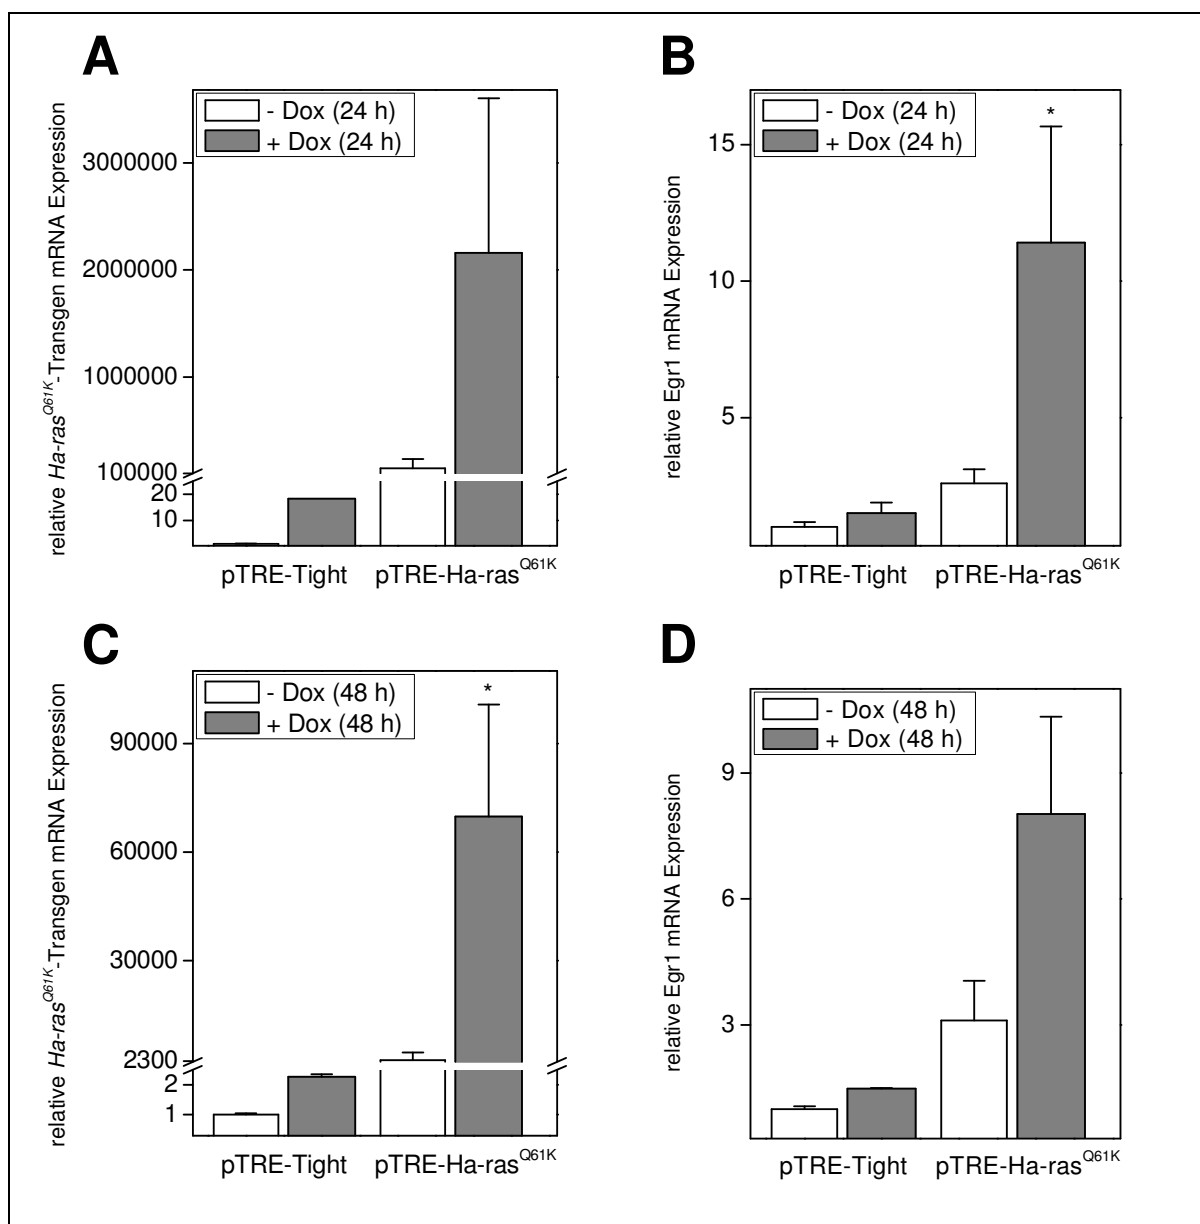 A
relative Ha-ras^Q61K-Transgen mRNA Expression
- Dox (24 h)
+ Dox (24 h)
3000000
2000000
1000000
100000
20
10
pTRE-Tight pTRE-Ha-ras^Q61K
B
relative Egr1 mRNA Expression
- Dox (24 h)
+ Dox (24 h)
*
15
10
5
pTRE-Tight pTRE-Ha-ras^Q61K
C
relative Ha-ras^Q61K-Transgen mRNA Expression
- Dox (48 h)
+ Dox (48 h)
*
90000
60000
30000
2300
2
1
pTRE-Tight pTRE-Ha-ras^Q61K
D
relative Egr1 mRNA Expression
- Dox (48 h)
+ Dox (48 h)
9
6
3
pTRE-Tight pTRE-Ha-ras^Q61K